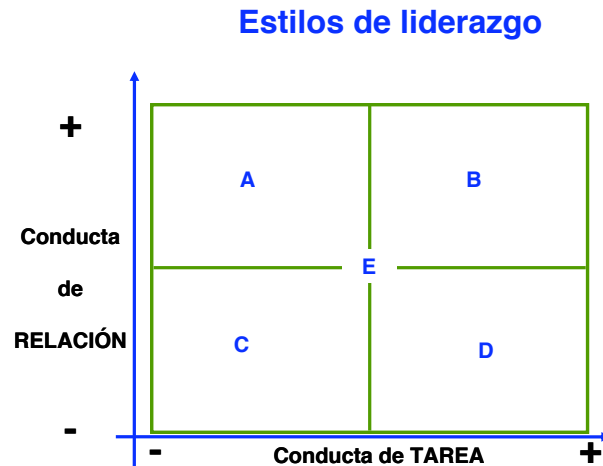 Estilos de liderazgo
+
A
B
Conducta
de
RELACIÓN
E
C
D
-
-
Conducta de TAREA
+